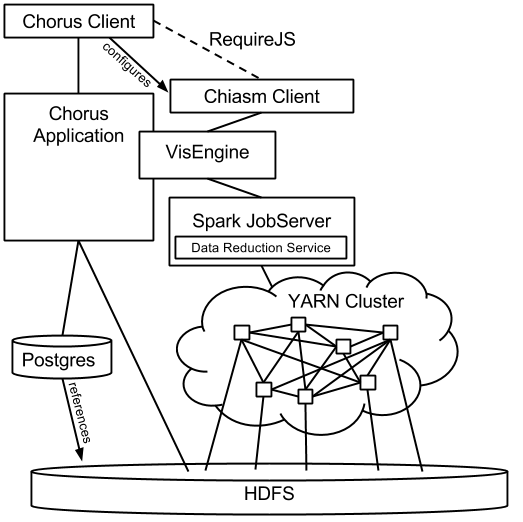 Chorus Client
RequireJS
configures
Chiasm Client
Chorus
Application
VisEngine
Spark JobServer
Data Reduction Service
YARN Cluster
Postgres
references
HDFS